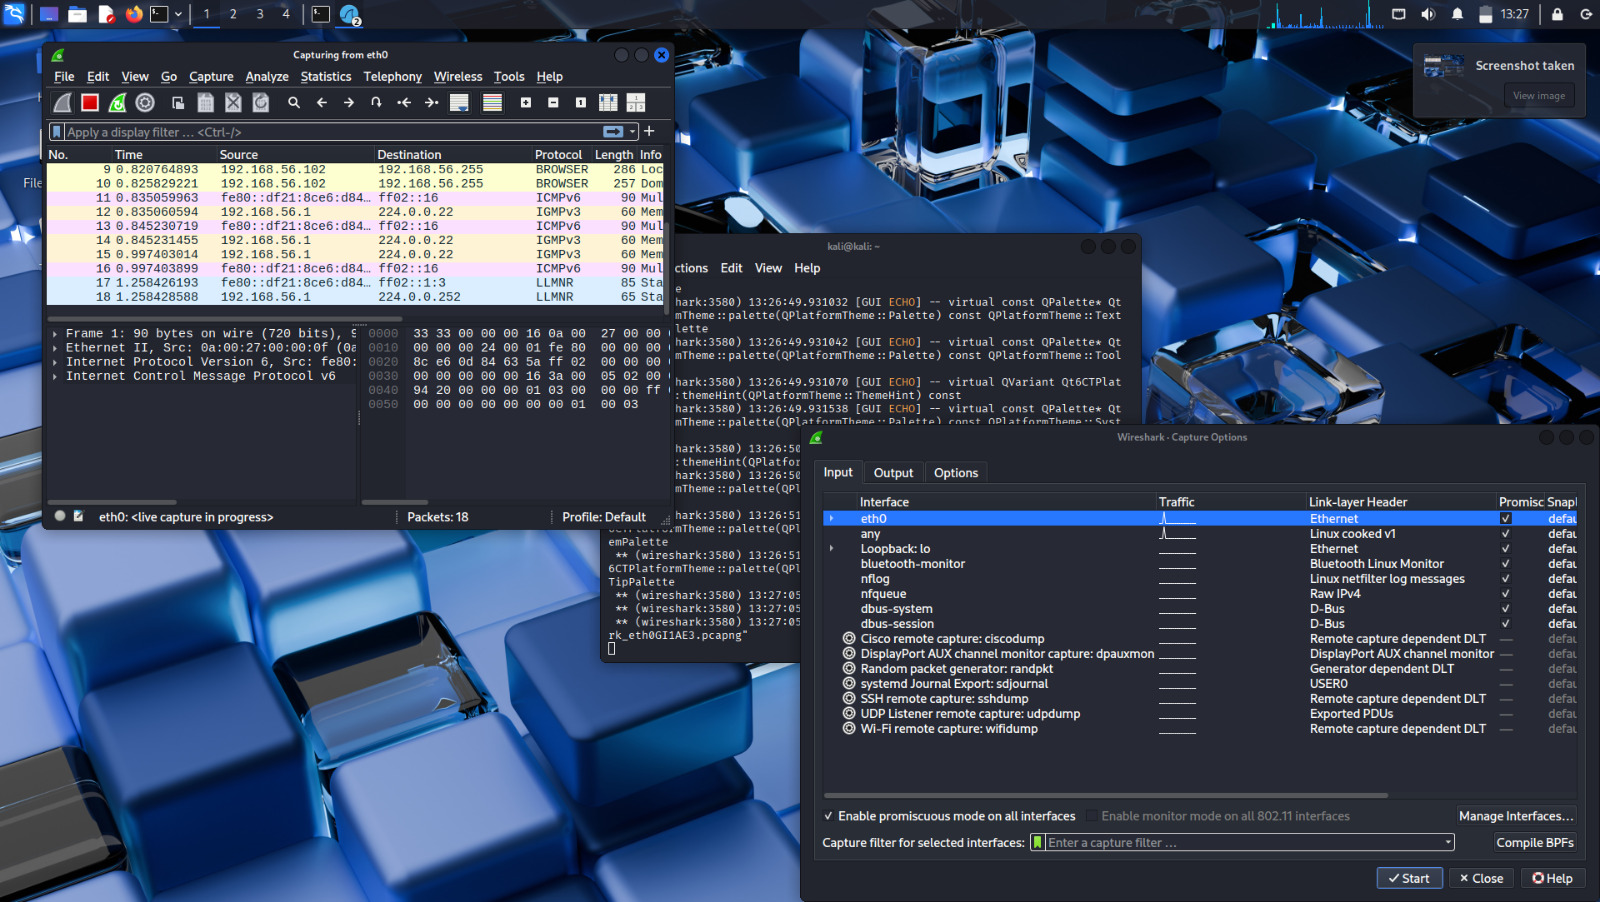 1 2 3 4
2
13:27
Screenshot taken
View image
File
Capturing from eth0
File Edit View Go Capture Analyze Statistics Telephony Wireless Tools Help
Apply a display filter … <Ctrl-/>
No. Time Source Destination Protocol Length Info
9 0.820764893 192.168.56.102 192.168.56.255 BROWSER 286 Loc
10 0.825829221 192.168.56.102 192.168.56.255 BROWSER 257 Dom
11 0.835059963 fe80::df21:8ce6:d84… ff02::16 ICMPv6 90 Mul
12 0.835060594 192.168.56.1 224.0.0.22 IGMPv3 60 Mem
13 0.845230719 fe80::df21:8ce6:d84… ff02::16 ICMPv6 90 Mul
14 0.845231455 192.168.56.1 224.0.0.22 IGMPv3 60 Mem
15 0.997403014 192.168.56.1 224.0.0.22 IGMPv3 60 Mem
16 0.997403899 fe80::df21:8ce6:d84… ff02::16 ICMPv6 90 Mul
17 1.258426193 fe80::df21:8ce6:d84… ff02::1:3 LLMNR 85 Sta
18 1.258428588 192.168.56.1 224.0.0.252 LLMNR 65 Sta
Frame 1: 90 bytes on wire (720 bits), 9
Ethernet II, Src: 0a:00:27:00:00:0f (0a
Internet Protocol Version 6, Src: fe80:
Internet Control Message Protocol v6
0000 33 33 00 00 00 16 0a 00 27 00 00
0010 00 00 00 24 00 01 fe 80 00 00 00
0020 8c e6 0d 84 63 5a ff 02 00 00 00
0030 00 00 00 00 00 16 3a 00 05 02 00
0040 94 20 00 00 00 01 03 00 00 00 ff
0050 00 00 00 00 00 00 00 01 00 03
eth0: <live capture in progress>
Packets: 18
Profile: Default
kali@kali: ~
ctions Edit View Help
e
hark:3580) 13:26:49.931032 [GUI ECHO] -- virtual const QPalette* Qt
rmTheme::palette(QPlatformTheme::Palette) const QPlatformTheme::Text
lette
hark:3580) 13:26:49.931042 [GUI ECHO] -- virtual const QPalette* Qt
rmTheme::palette(QPlatformTheme::Palette) const QPlatformTheme::Tool
hark:3580) 13:26:49.931070 [GUI ECHO] -- virtual QVariant Qt6CTPlat
:themeHint(QPlatformTheme::ThemeHint) const
hark:3580) 13:26:49.931538 [GUI ECHO] -- virtual const QPalette* Qt
rmTheme::palette(QPlatformTheme::Palette) const QPlatformTheme::Syst
hark:3580) 13:26:50
:themeHint(QPlatfor
hark:3580) 13:26:50
rmTheme::palette(QPl
hark:3580) 13:26:51
emPalette
** (wireshark:3580) 13:26:51
6CTPlatformTheme::palette(QPl
TipPalette
** (wireshark:3580) 13:27:05
** (wireshark:3580) 13:27:05
** (wireshark:3580) 13:27:05
rk_eth0GI1AE3.pcapng"
Wireshark · Capture Options
Input Output Options
Interface Traffic Link-layer Header Promisc Snapl
eth0 Ethernet defau
any Linux cooked v1 defau
Loopback: lo Ethernet defau
bluetooth-monitor Bluetooth Linux Monitor defau
nflog Linux netfilter log messages defau
nfqueue Raw IPv4 defau
dbus-system D-Bus defau
dbus-session D-Bus defau
Cisco remote capture: ciscodump Remote capture dependent DLT — defau
DisplayPort AUX channel monitor capture: dpauxmon DisplayPort AUX channel monitor — defau
Random packet generator: randpkt Generator dependent DLT — defau
systemd Journal Export: sdjournal USER0 — defau
SSH remote capture: sshdump Remote capture dependent DLT — defau
UDP Listener remote capture: udpdump Exported PDUs — defau
Wi-Fi remote capture: wifidump Remote capture dependent DLT — defau
Enable promiscuous mode on all interfaces Enable monitor mode on all 802.11 interfaces Manage Interfaces…
Capture filter for selected interfaces: Enter a capture filter … Compile BPFs
Start Close Help